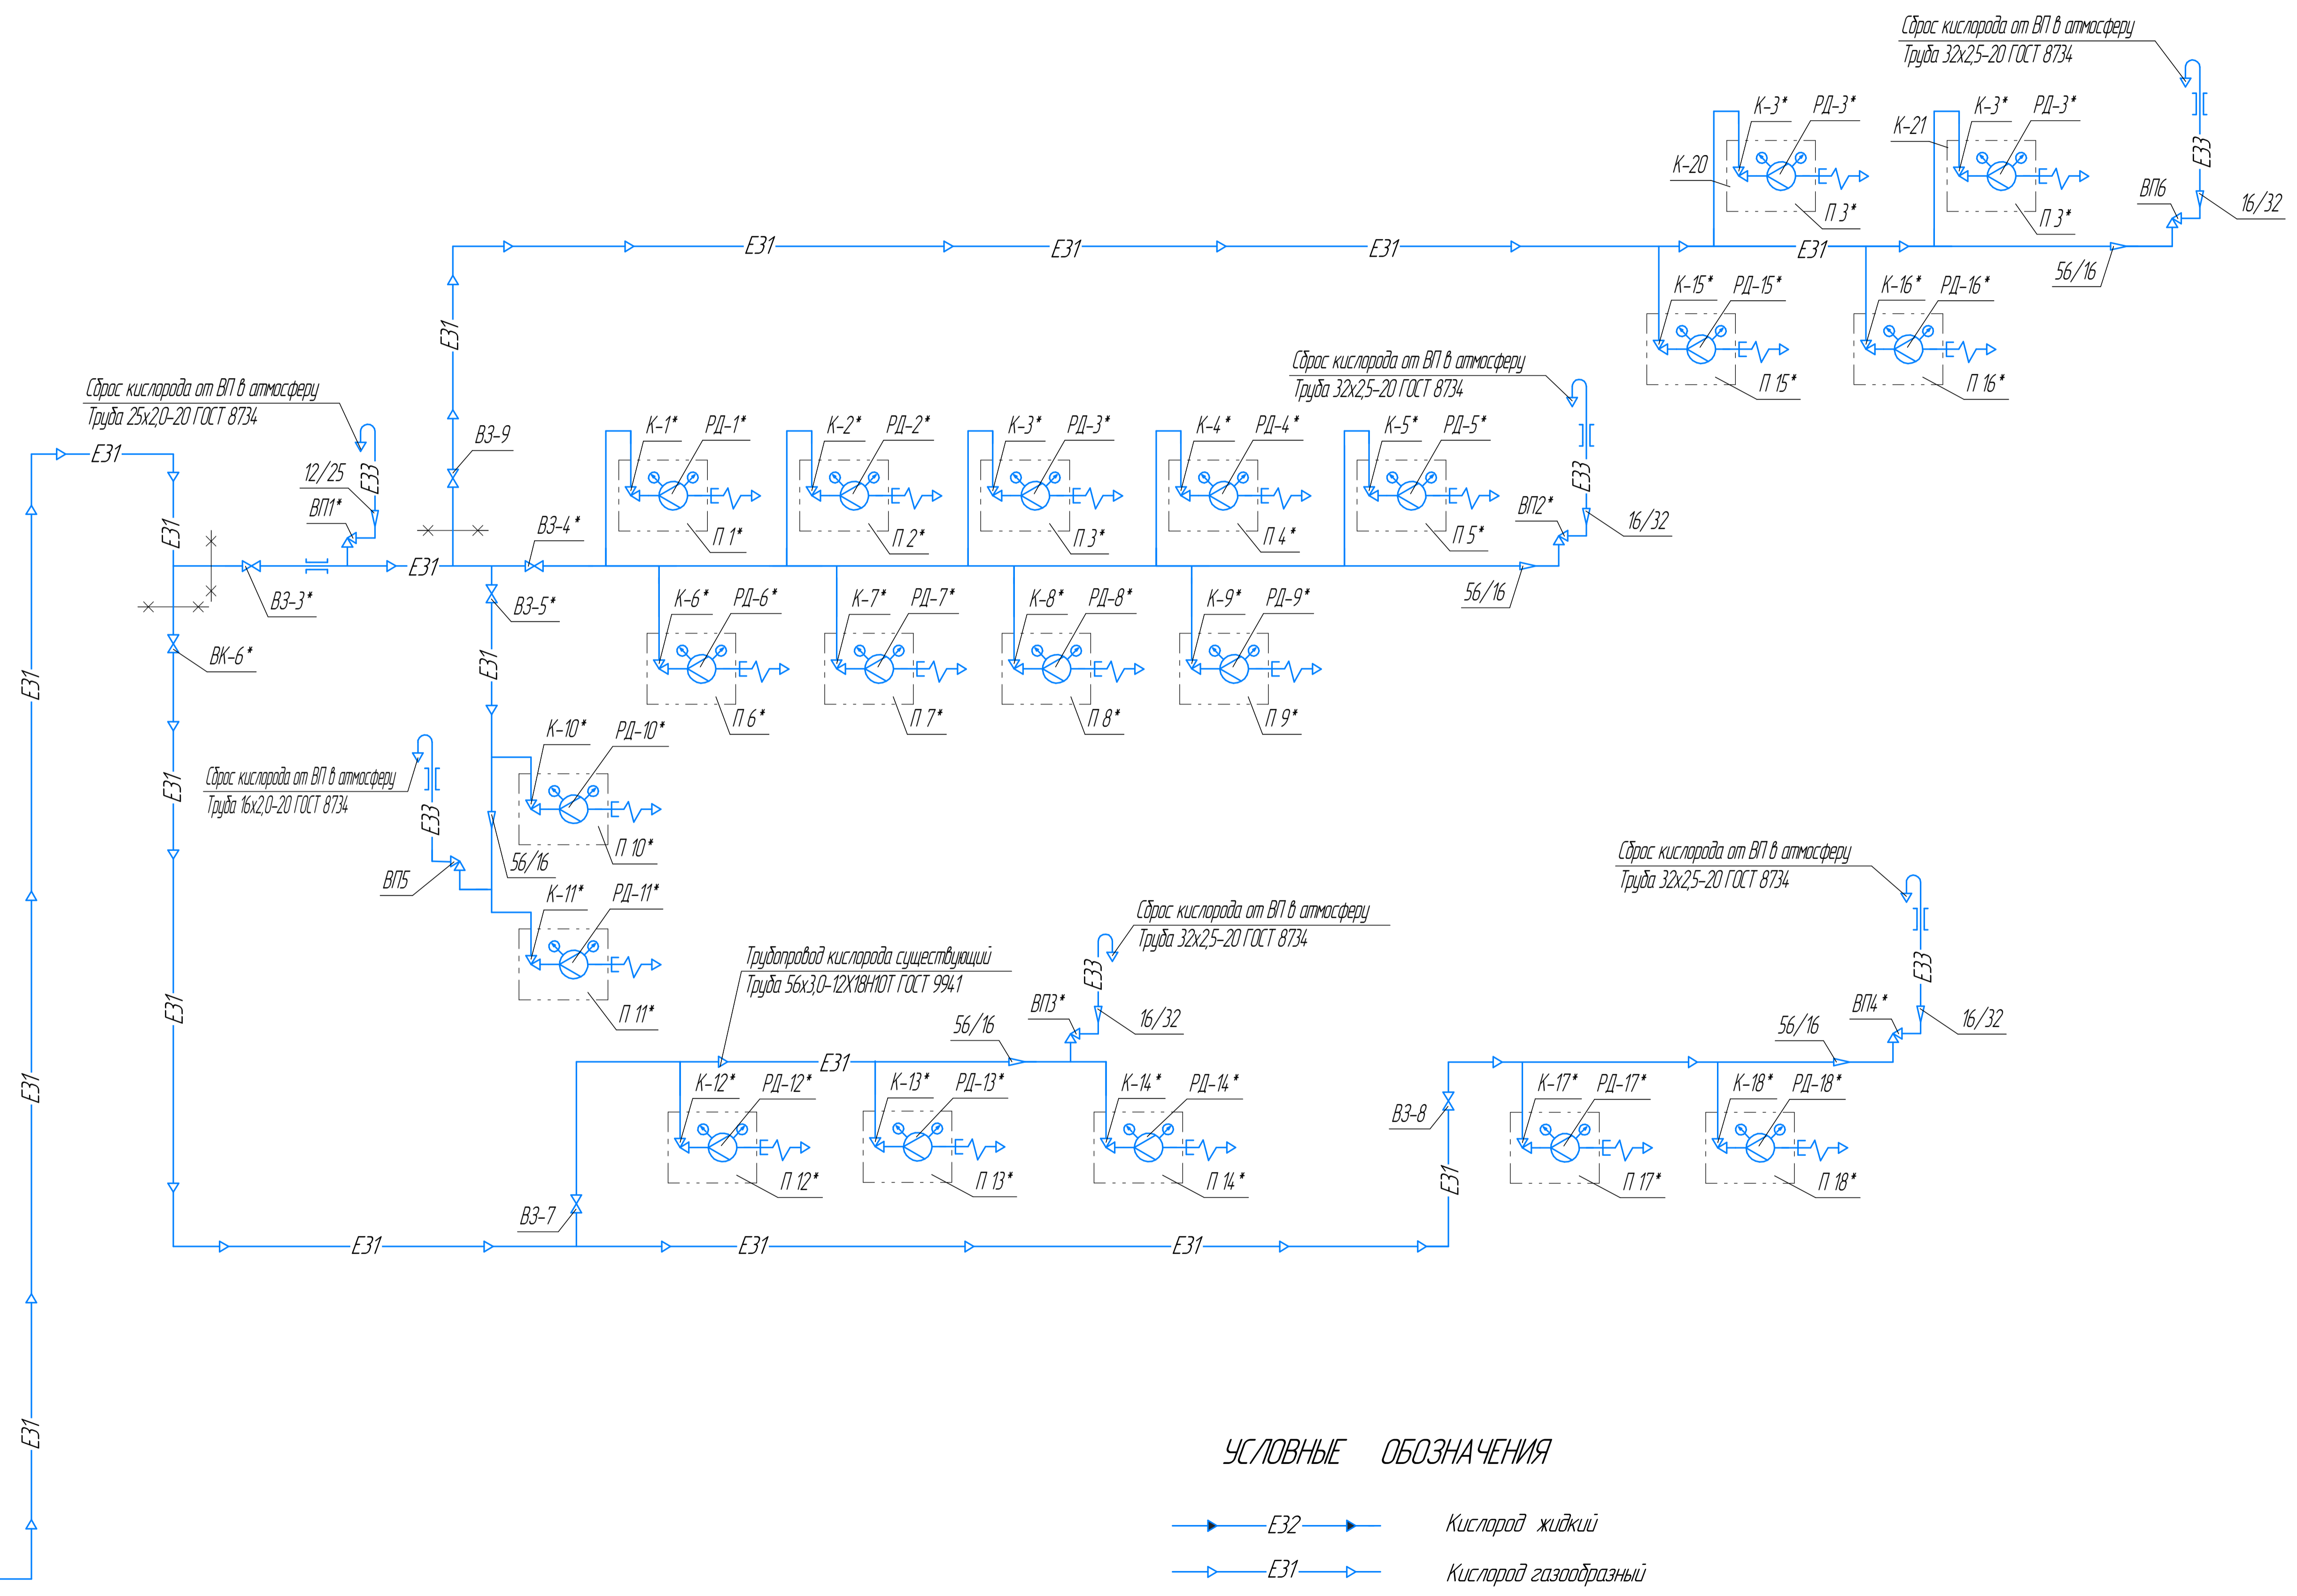 Сброс кислорода от ВП в атмосферу
Труба 32х2,5-20 ГОСТ 8734
К-3*
РД-3*
К-20
П 3*
К-21
К-3*
РД-3*
П 3*
Е33
ВП6
16/32
Е31
Е31
Е31
Е31
56/16
К-15*
РД-15*
П 15*
К-16*
РД-16*
П 16*
Е31
Сброс кислорода от ВП в атмосферу
Труба 25х2,0-20 ГОСТ 8734
12/25
ВП1*
Е33
ВЗ-9
Е31
Е31
ВЗ-3*
Е31
ВЗ-4*
ВЗ-5*
ВК-6*
К-1*
РД-1*
П 1*
К-2*
РД-2*
П 2*
К-3*
РД-3*
П 3*
К-4*
РД-4*
П 4*
К-5*
РД-5*
П 5*
Сброс кислорода от ВП в атмосферу
Труба 32х2,5-20 ГОСТ 8734
Е33
ВП2*
16/32
56/16
К-6*
РД-6*
П 6*
К-7*
РД-7*
П 7*
К-8*
РД-8*
П 8*
К-9*
РД-9*
П 9*
Е31
Е31
К-10*
РД-10*
П 10*
Сброс кислорода от ВП в атмосферу
Труба 16х2,0-20 ГОСТ 8734
Е33
ВП5
56/16
К-11*
РД-11*
П 11*
Е31
Е31
Е31
Трубопровод кислорода существующий
Труба 56х3,0-12Х18Н10Т ГОСТ 9941
Сброс кислорода от ВП в атмосферу
Труба 32х2,5-20 ГОСТ 8734
Е33
ВП3*
16/32
56/16
Е31
К-12*
РД-12*
П 12*
К-13*
РД-13*
П 13*
К-14*
РД-14*
П 14*
Сброс кислорода от ВП в атмосферу
Труба 32х2,5-20 ГОСТ 8734
Е33
ВП4*
16/32
56/16
ВЗ-8
К-17*
РД-17*
П 17*
К-18*
РД-18*
П 18*
Е31
ВЗ-7
Е31
Е31
Е31
Е31
УСЛОВНЫЕ ОБОЗНАЧЕНИЯ
Е32
Кислород жидкий
Е31
Кислород газообразный